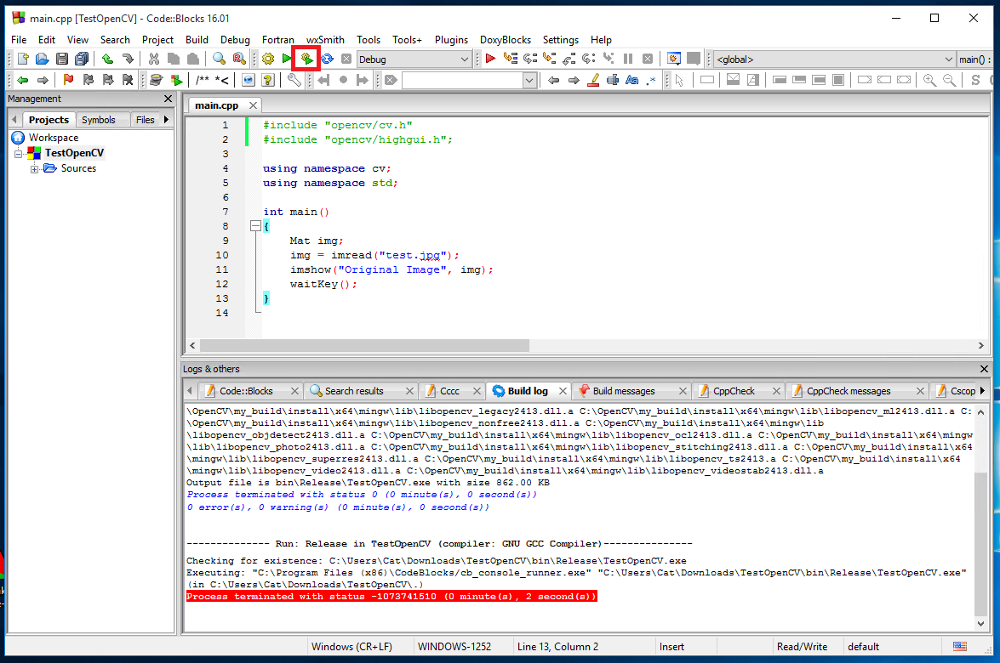 main.cpp [TestOpenCV] - Code::Blocks 16.01
File Edit View Search Project Build Debug Fortran wxSmith Tools Tools+ Plugins DoxyBlocks Settings Help
Debug <global> main() :
/** *<
Management
Projects Symbols Files
Workspace
TestOpenCV
Sources
main.cpp
1 #include "opencv/cv.h"
2 #include "opencv/highgui.h";
3
4 using namespace cv;
5 using namespace std;
6
7 int main()
8 {
9 Mat img;
10 img = imread("test.jpg");
11 imshow("Original Image", img);
12 waitKey();
13 }
14
Logs & others
Code::Blocks Search results Cccc Build log Build messages CppCheck CppCheck messages Cscop
\OpenCV\my_build\install\x64\mingw\lib\libopencv_legacy2413.dll.a C:\OpenCV\my_build\install\x64\mingw\lib\libopencv_ml2413.dll.a C:
\OpenCV\my_build\install\x64\mingw\lib\libopencv_nonfree2413.dll.a C:\OpenCV\my_build\install\x64\mingw\lib
\libopencv_objdetect2413.dll.a C:\OpenCV\my_build\install\x64\mingw\lib\libopencv_ocl2413.dll.a C:\OpenCV\my_build\install\x64\mingw
\lib\libopencv_photo2413.dll.a C:\OpenCV\my_build\install\x64\mingw\lib\libopencv_stitching2413.dll.a C:\OpenCV\my_build\install\x64
\mingw\lib\libopencv_superres2413.dll.a C:\OpenCV\my_build\install\x64\mingw\lib\libopencv_ts2413.a C:\OpenCV\my_build\install\x64
\mingw\lib\libopencv_video2413.dll.a C:\OpenCV\my_build\install\x64\mingw\lib\libopencv_videostab2413.dll.a
Output file is bin\Release\TestOpenCV.exe with size 862.00 KB
Process terminated with status 0 (0 minute(s), 0 second(s))
0 error(s), 0 warning(s) (0 minute(s), 0 second(s))
-------------- Run: Release in TestOpenCV (compiler: GNU GCC Compiler)---------------
Checking for existence: C:\Users\Cat\Downloads\TestOpenCV\bin\Release\TestOpenCV.exe
Executing: "C:\Program Files (x86)\CodeBlocks/cb_console_runner.exe" "C:\Users\Cat\Downloads\TestOpenCV\bin\Release\TestOpenCV.exe"
(in C:\Users\Cat\Downloads\TestOpenCV\.)
Process terminated with status -1073741510 (0 minute(s), 2 second(s))
Windows (CR+LF) WINDOWS-1252 Line 13, Column 2 Insert Read/Write default